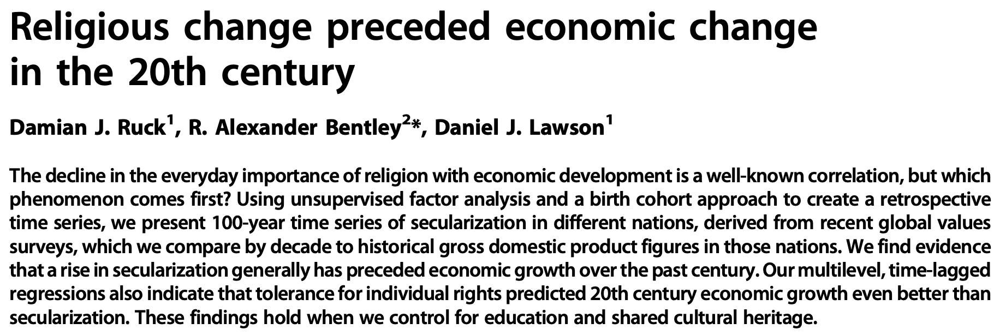 Religious change preceded economic change
in the 20th century
Damian J. Ruck1, R. Alexander Bentley2*, Daniel J. Lawson1
The decline in the everyday importance of religion with economic development is a well-known correlation, but which
phenomenon comes first? Using unsupervised factor analysis and a birth cohort approach to create a retrospective
time series, we present 100-year time series of secularization in different nations, derived from recent global values
surveys, which we compare by decade to historical gross domestic product figures in those nations. We find evidence
that a rise in secularization generally has preceded economic growth over the past century. Our multilevel, time-lagged
regressions also indicate that tolerance for individual rights predicted 20th century economic growth even better than
secularization. These findings hold when we control for education and shared cultural heritage.